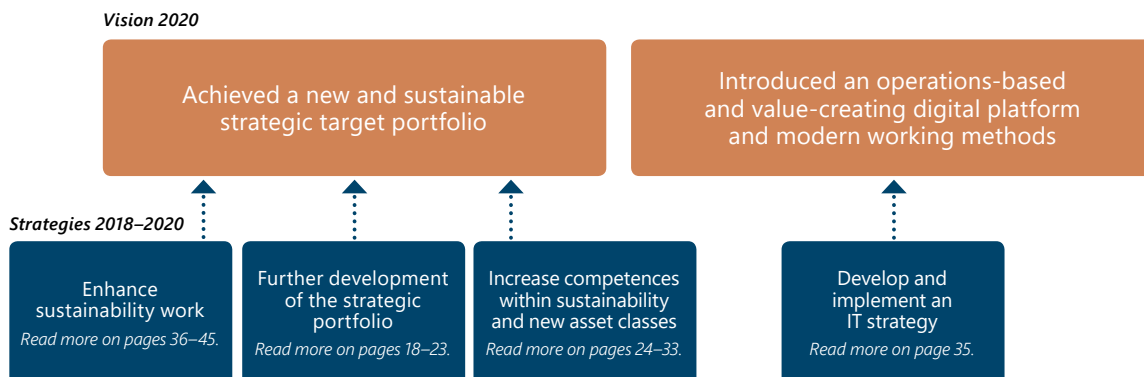 Vision 2020
Achieved a new and sustainable
strategic target portfolio
Introduced an operations-based
and value-creating digital platform
and modern working methods
Strategies 2018–2020
Enhance
sustainability work
Read more on pages 36–45.
Further development
of the strategic
portfolio
Read more on pages 18–23.
Increase competences
within sustainability
and new asset classes
Read more on pages 24–33.
Develop and
implement an
IT strategy
Read more on page 35.